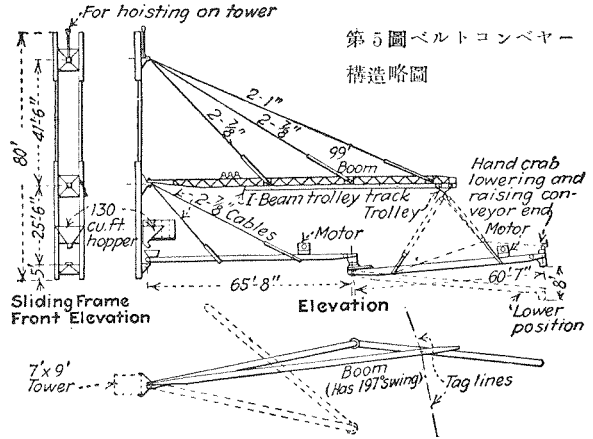 For hoisting on tower
第5圖ベルトコンベヤー
構造略圖
80'
41'-6"
25'-6"
5'
130
cu.ft.
hopper
2-1"
2-7/8"
2-7/8"
99'
Boom
I-Beam trolley track
Trolley
2-7/8"
Cables
Motor
Hand crab
lowering and
raising con-
veyor end
Motor
65'-8"
60'-7"
8'
Sliding Frame
Front Elevation
Elevation
Lower
position
7'x 9'
Tower
Boom
(Has 197° swing)
Tag lines